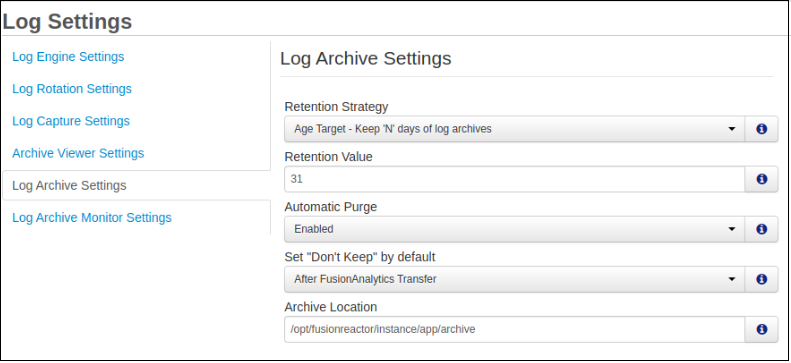 Log Settings
Log Engine Settings
Log Rotation Settings
Log Capture Settings
Archive Viewer Settings
Log Archive Settings
Log Archive Monitor Settings
Log Archive Settings
Retention Strategy
Age Target - Keep 'N' days of log archives
Retention Value
31
Automatic Purge
Enabled
Set "Don't Keep" by default
After FusionAnalytics Transfer
Archive Location
/opt/fusionreactor/instance/app/archive